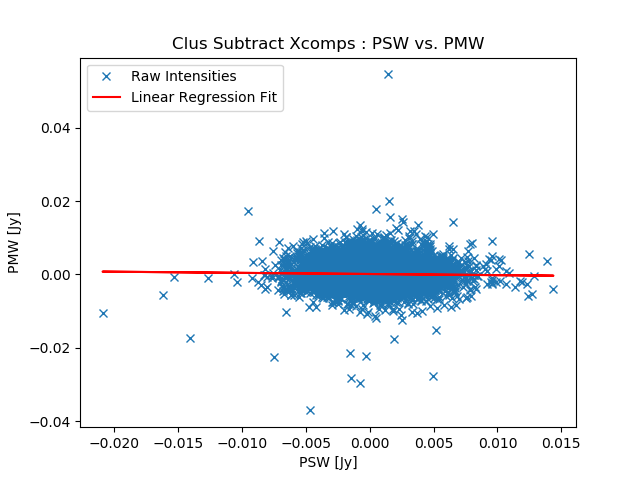 Clus Subtract Xcomps : PSW vs. PMW
Raw Intensities
Linear Regression Fit
0.04
0.02
0.00
−0.02
−0.04
PMW [Jy]
−0.020 −0.015 −0.010 −0.005 0.000 0.005 0.010 0.015
PSW [Jy]